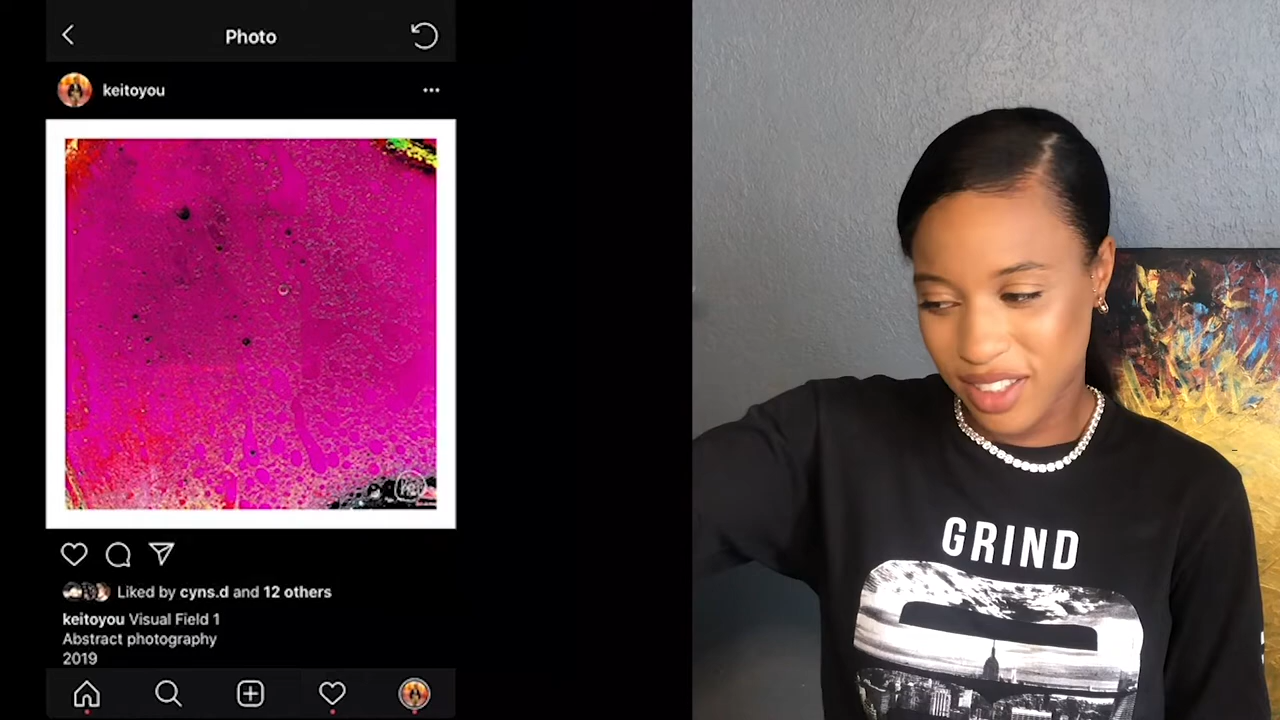 Photo
keitoyou
Liked by cyns.d and 12 others
keitoyou Visual Field 1
Abstract photography
2019
GRIND